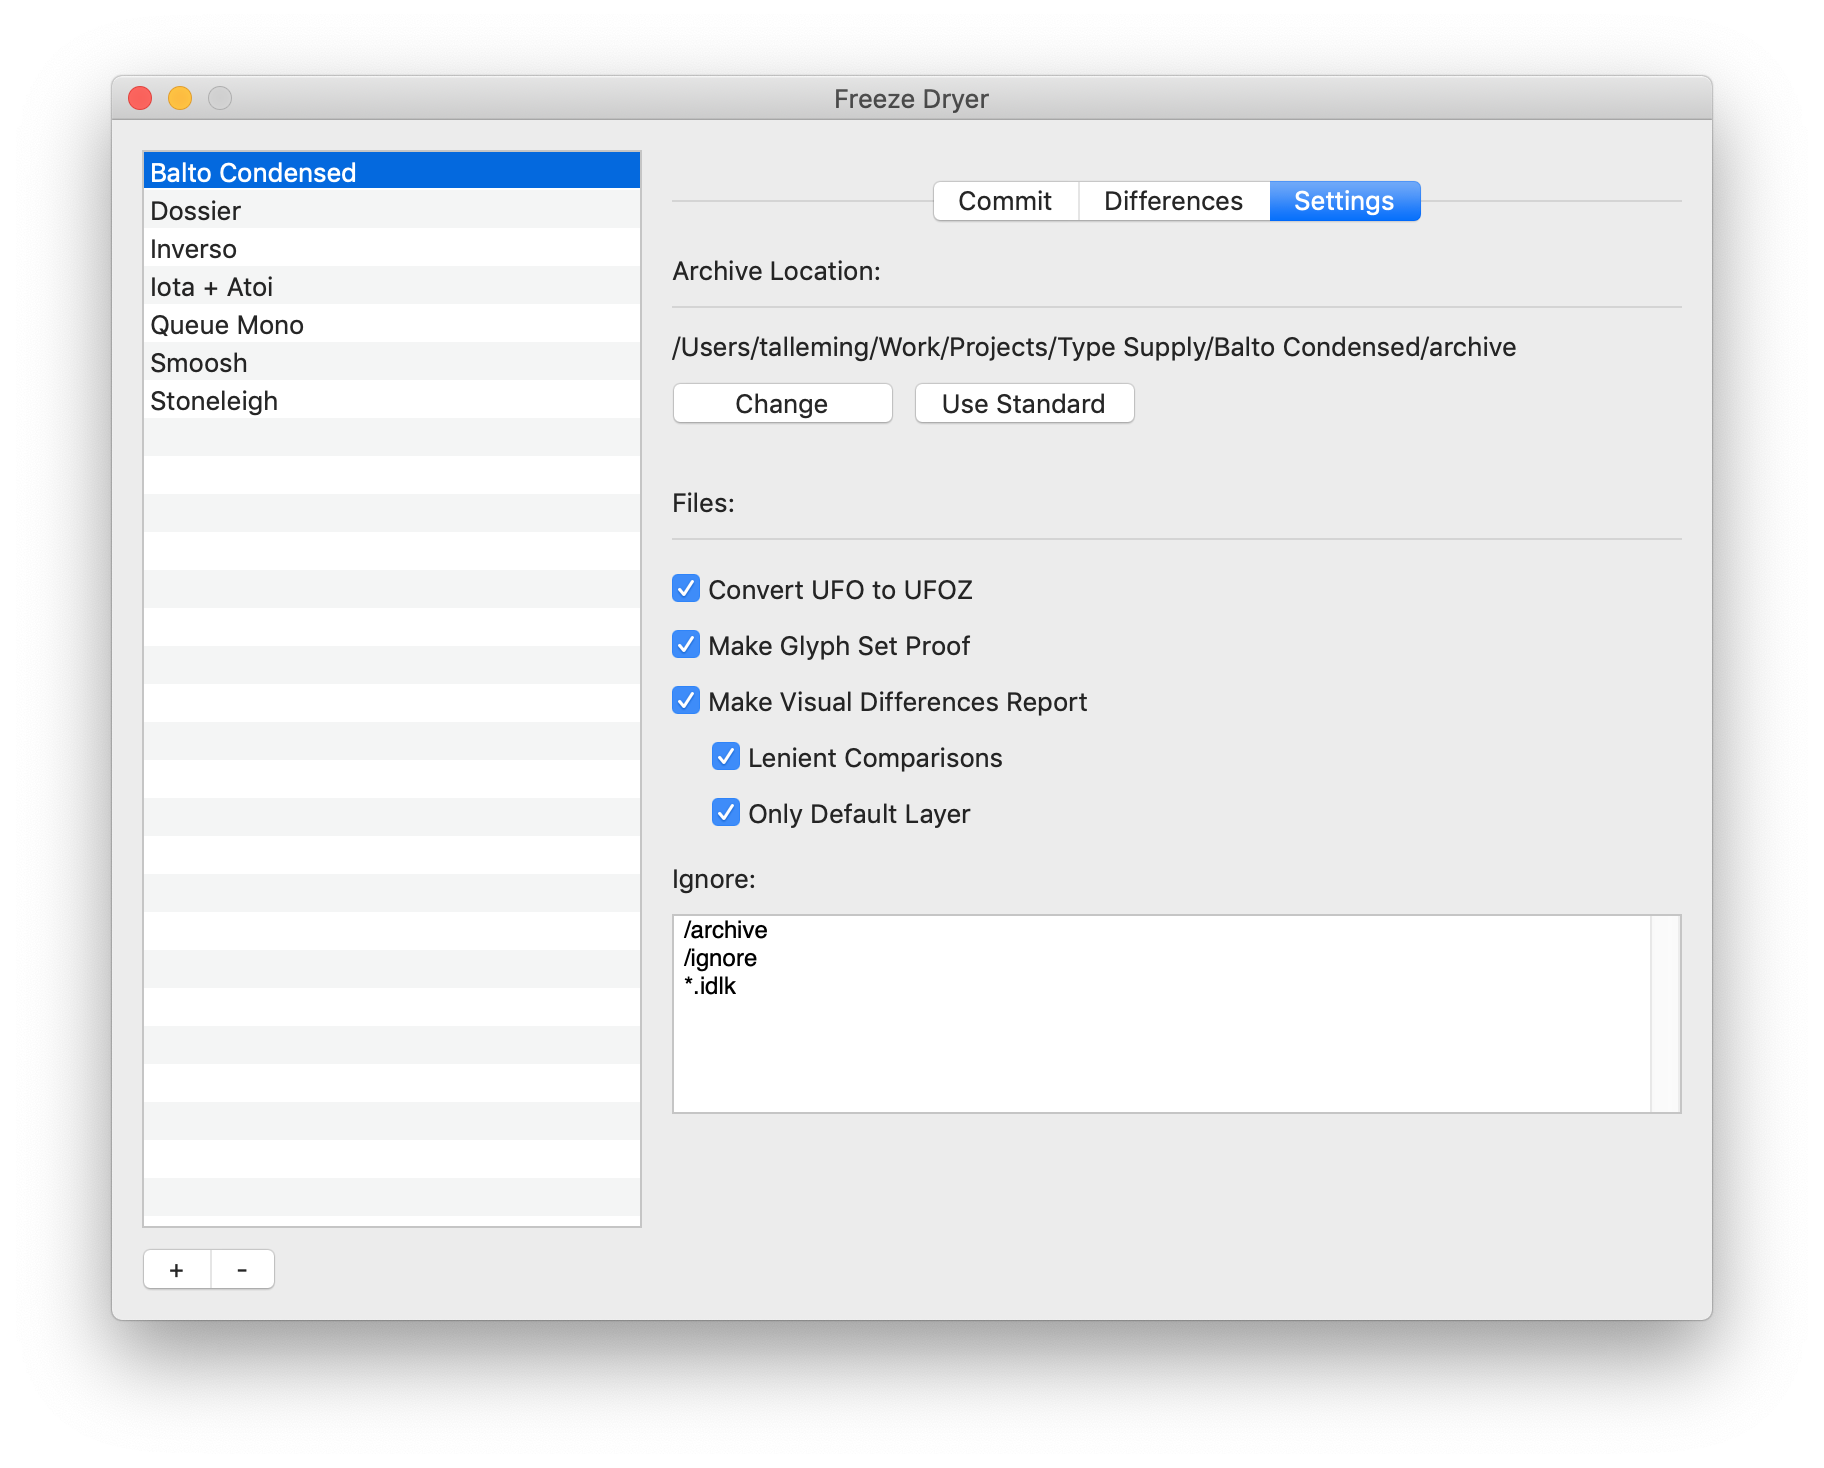 Freeze Dryer
Balto Condensed
Dossier
Inverso
Iota + Atoi
Queue Mono
Smoosh
Stoneleigh
+ -
Commit Differences Settings
Archive Location:
/Users/talleming/Work/Projects/Type Supply/Balto Condensed/archive
Change Use Standard
Files:
Convert UFO to UFOZ
Make Glyph Set Proof
Make Visual Differences Report
Lenient Comparisons
Only Default Layer
Ignore:
/archive
/ignore
*.idlk